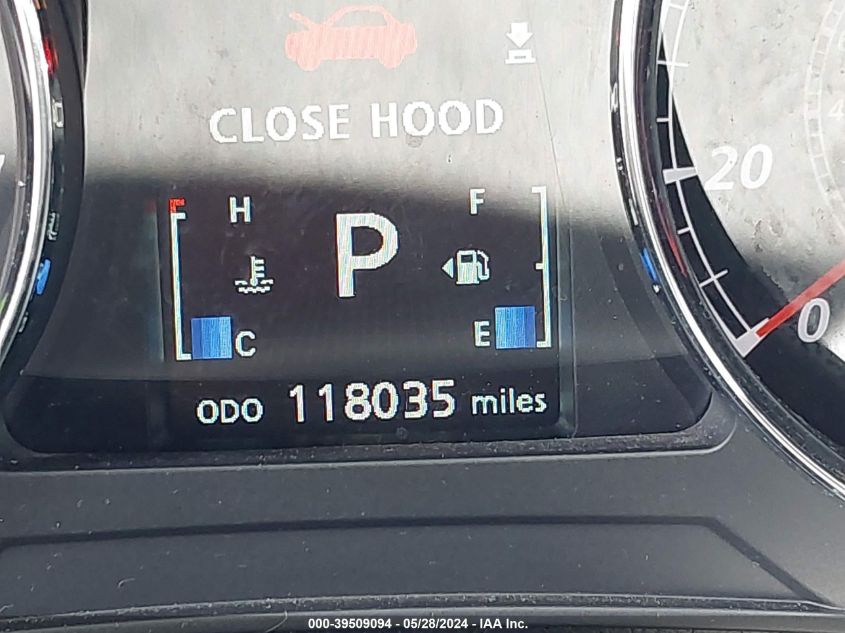 CLOSE HOOD
H
F
P
C
E
ODO 118035 miles
20
0
000-39509094 - 05/28/2024 - IAA Inc.